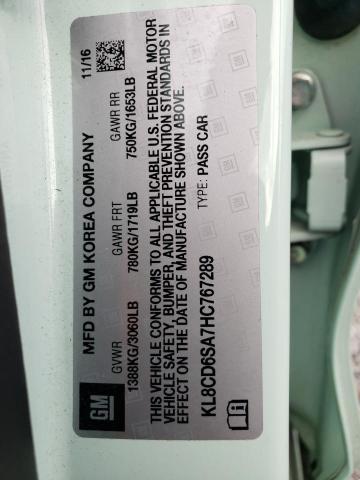 MFD BY GM KOREA COMPANY 11/16
GVWR GAWR FRT GAWR RR
1388KG/3060LB 780KG/1719LB 750KG/1653LB
THIS VEHICLE CONFORMS TO ALL APPLICABLE U.S. FEDERAL MOTOR
VEHICLE SAFETY, BUMPER, AND THEFT PREVENTION STANDARDS IN
EFFECT ON THE DATE OF MANUFACTURE SHOWN ABOVE.
KL8CD6SA7HC767289 TYPE: PASS CAR
GM